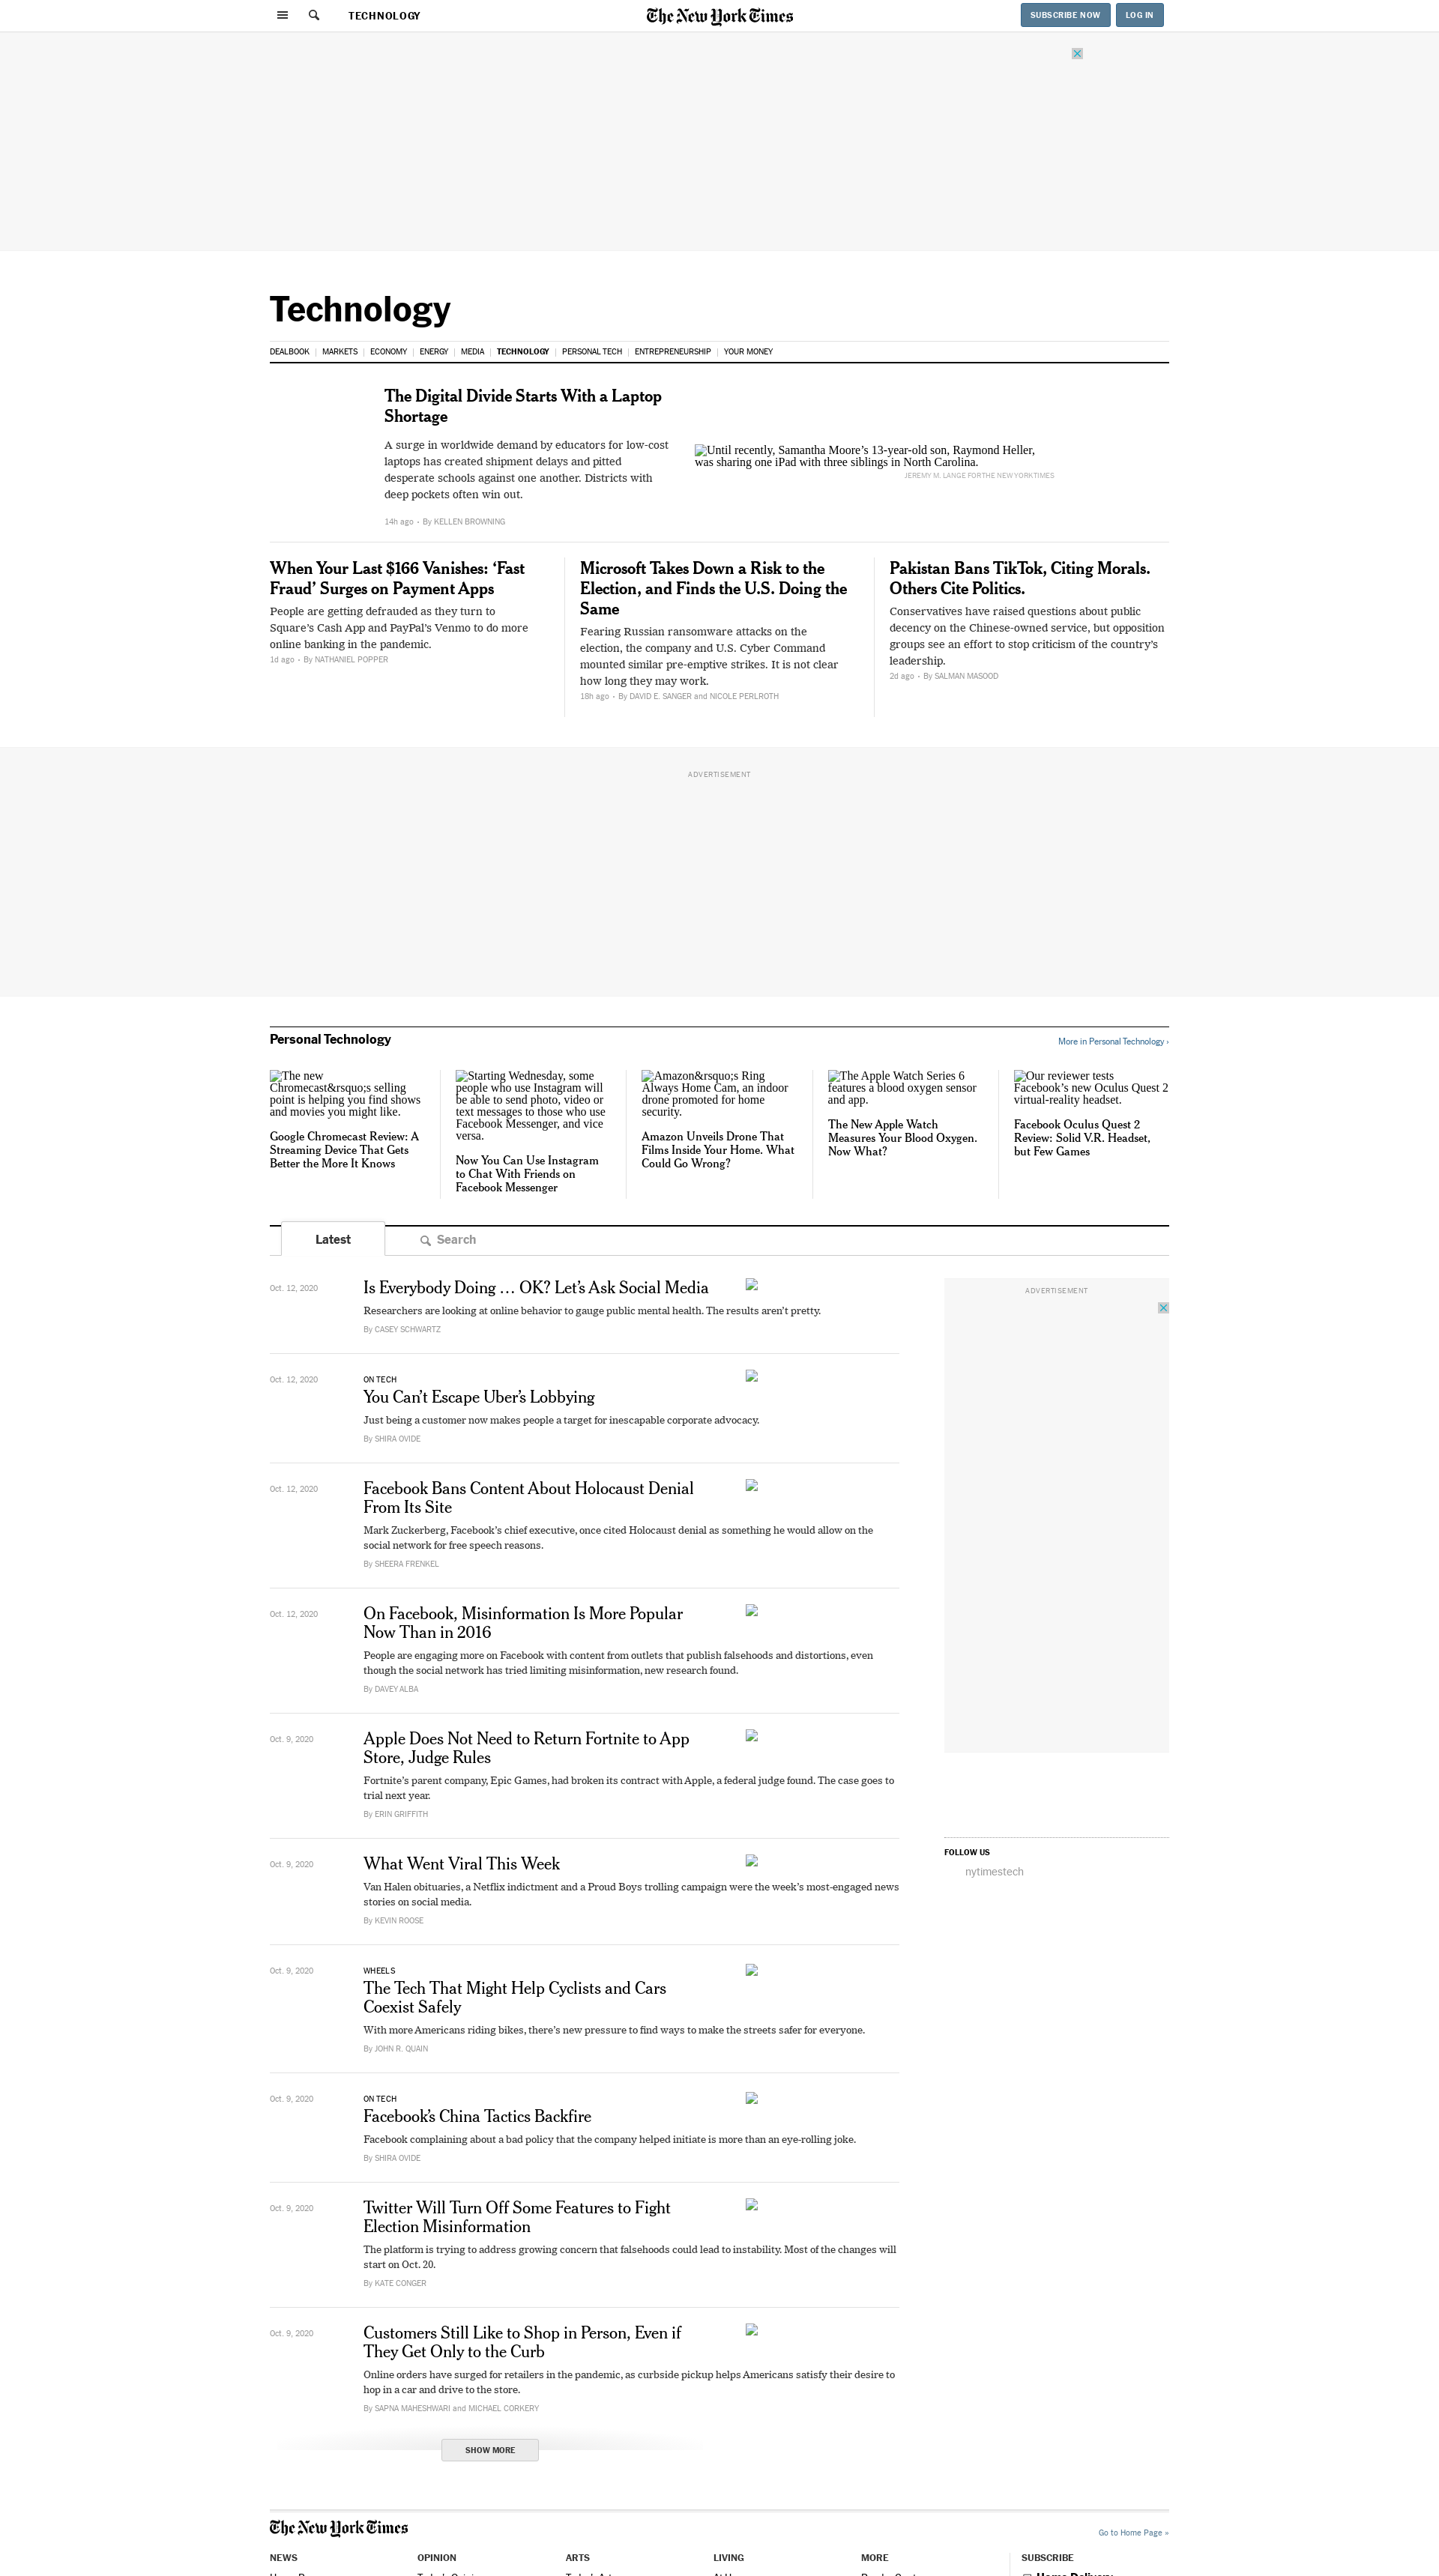 TECHNOLOGY
The New York Times
SUBSCRIBE NOW
LOG IN
Technology
DEALBOOK
MARKETS
ECONOMY
ENERGY
MEDIA
TECHNOLOGY
PERSONAL TECH
ENTREPRENEURSHIP
YOUR MONEY
The Digital Divide Starts With a Laptop
Shortage
A surge in worldwide demand by educators for low-cost
laptops has created shipment delays and pitted
desperate schools against one another. Districts with
deep pockets often win out.
14h ago • By KELLEN BROWNING
Until recently, Samantha Moore’s 13-year-old son, Raymond Heller,
was sharing one iPad with three siblings in North Carolina.
JEREMY M. LANGE FOR THE NEW YORK TIMES
When Your Last $166 Vanishes: ‘Fast
Fraud’ Surges on Payment Apps
People are getting defrauded as they turn to
Square’s Cash App and PayPal’s Venmo to do more
online banking in the pandemic.
1d ago • By NATHANIEL POPPER
Microsoft Takes Down a Risk to the
Election, and Finds the U.S. Doing the
Same
Fearing Russian ransomware attacks on the
election, the company and U.S. Cyber Command
mounted similar pre-emptive strikes. It is not clear
how long they may work.
18h ago • By DAVID E. SANGER and NICOLE PERLROTH
Pakistan Bans TikTok, Citing Morals.
Others Cite Politics.
Conservatives have raised questions about public
decency on the Chinese-owned service, but opposition
groups see an effort to stop criticism of the country’s
leadership.
2d ago • By SALMAN MASOOD
ADVERTISEMENT
Personal Technology
More in Personal Technology ›
The new
Chromecast&rsquo;s selling
point is helping you find shows
and movies you might like.
Google Chromecast Review: A
Streaming Device That Gets
Better the More It Knows
Starting Wednesday, some
people who use Instagram will
be able to send photo, video or
text messages to those who use
Facebook Messenger, and vice
versa.
Now You Can Use Instagram
to Chat With Friends on
Facebook Messenger
Amazon&rsquo;s Ring
Always Home Cam, an indoor
drone promoted for home
security.
Amazon Unveils Drone That
Films Inside Your Home. What
Could Go Wrong?
The Apple Watch Series 6
features a blood oxygen sensor
and app.
The New Apple Watch
Measures Your Blood Oxygen.
Now What?
Our reviewer tests
Facebook’s new Oculus Quest 2
virtual-reality headset.
Facebook Oculus Quest 2
Review: Solid V.R. Headset,
but Few Games
Latest
Search
Oct. 12, 2020
Is Everybody Doing … OK? Let’s Ask Social Media
Researchers are looking at online behavior to gauge public mental health. The results aren’t pretty.
By CASEY SCHWARTZ
ADVERTISEMENT
Oct. 12, 2020
ON TECH
You Can’t Escape Uber’s Lobbying
Just being a customer now makes people a target for inescapable corporate advocacy.
By SHIRA OVIDE
Oct. 12, 2020
Facebook Bans Content About Holocaust Denial
From Its Site
Mark Zuckerberg, Facebook’s chief executive, once cited Holocaust denial as something he would allow on the
social network for free speech reasons.
By SHEERA FRENKEL
Oct. 12, 2020
On Facebook, Misinformation Is More Popular
Now Than in 2016
People are engaging more on Facebook with content from outlets that publish falsehoods and distortions, even
though the social network has tried limiting misinformation, new research found.
By DAVEY ALBA
Oct. 9, 2020
Apple Does Not Need to Return Fortnite to App
Store, Judge Rules
Fortnite’s parent company, Epic Games, had broken its contract with Apple, a federal judge found. The case goes to
trial next year.
By ERIN GRIFFITH
FOLLOW US
nytimestech
Oct. 9, 2020
What Went Viral This Week
Van Halen obituaries, a Netflix indictment and a Proud Boys trolling campaign were the week’s most-engaged news
stories on social media.
By KEVIN ROOSE
Oct. 9, 2020
WHEELS
The Tech That Might Help Cyclists and Cars
Coexist Safely
With more Americans riding bikes, there’s new pressure to find ways to make the streets safer for everyone.
By JOHN R. QUAIN
Oct. 9, 2020
ON TECH
Facebook’s China Tactics Backfire
Facebook complaining about a bad policy that the company helped initiate is more than an eye-rolling joke.
By SHIRA OVIDE
Oct. 9, 2020
Twitter Will Turn Off Some Features to Fight
Election Misinformation
The platform is trying to address growing concern that falsehoods could lead to instability. Most of the changes will
start on Oct. 20.
By KATE CONGER
Oct. 9, 2020
Customers Still Like to Shop in Person, Even if
They Get Only to the Curb
Online orders have surged for retailers in the pandemic, as curbside pickup helps Americans satisfy their desire to
hop in a car and drive to the store.
By SAPNA MAHESHWARI and MICHAEL CORKERY
SHOW MORE
The New York Times
Go to Home Page »
NEWS
OPINION
ARTS
LIVING
MORE
SUBSCRIBE